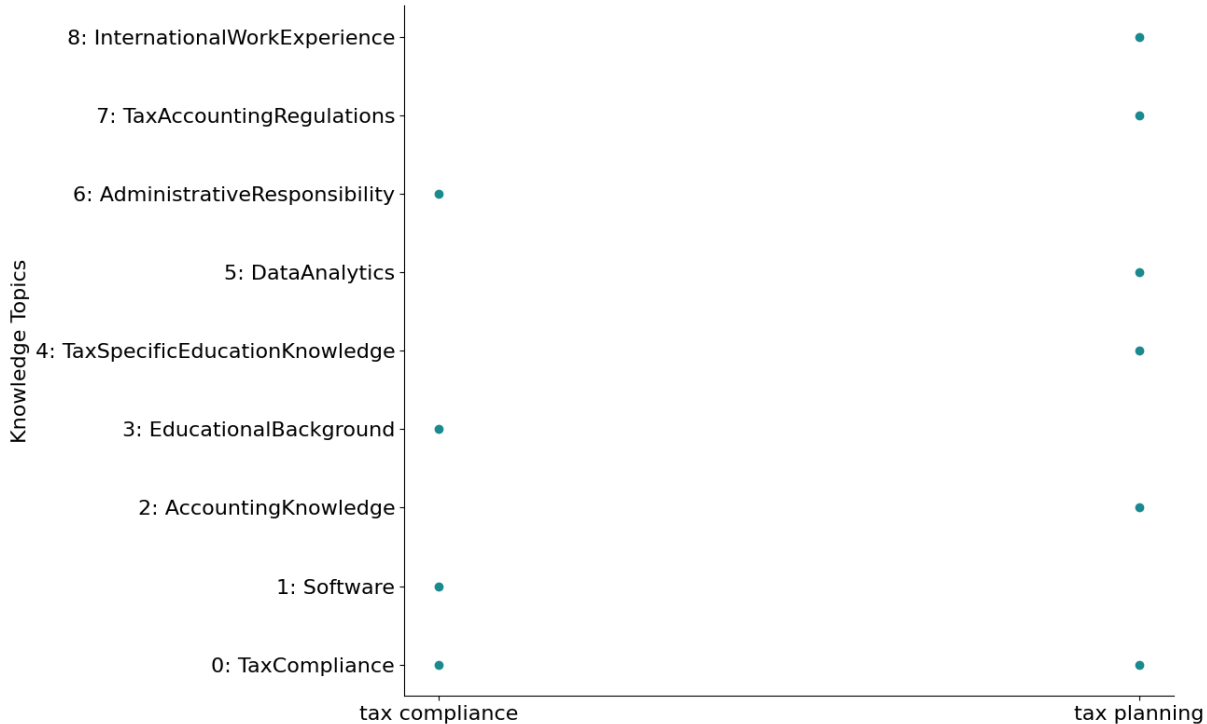 8: InternationalWorkExperience
7: TaxAccountingRegulations
6: AdministrativeResponsibility
5: DataAnalytics
4: TaxSpecificEducationKnowledge
3: EducationalBackground
2: AccountingKnowledge
1: Software
0: TaxCompliance
Knowledge Topics
tax compliance
tax planning